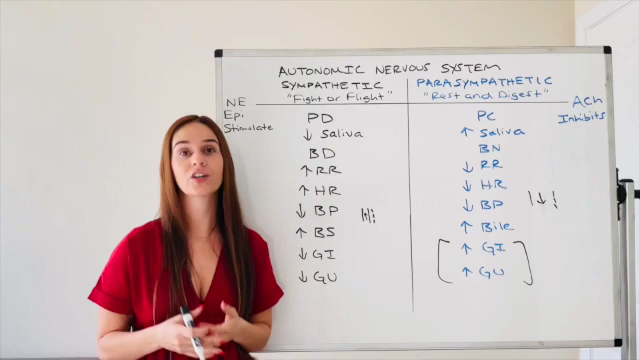 AUTONOMIC NERVOUS SYSTEM
SYMPATHETIC PARASYMPATHETIC
"Fight or Flight" "Rest and Digest"
NE ACh
Epi Inhibits
Stimulate
PD PC
↓ Saliva ↑ Saliva
BD BN
↑ RR ↓ RR
↑ HR ↓ HR
↓ BP ↓ BP
↑ BS ↑ Bile
↓ GI ↑ GI
↓ GU ↑ GU